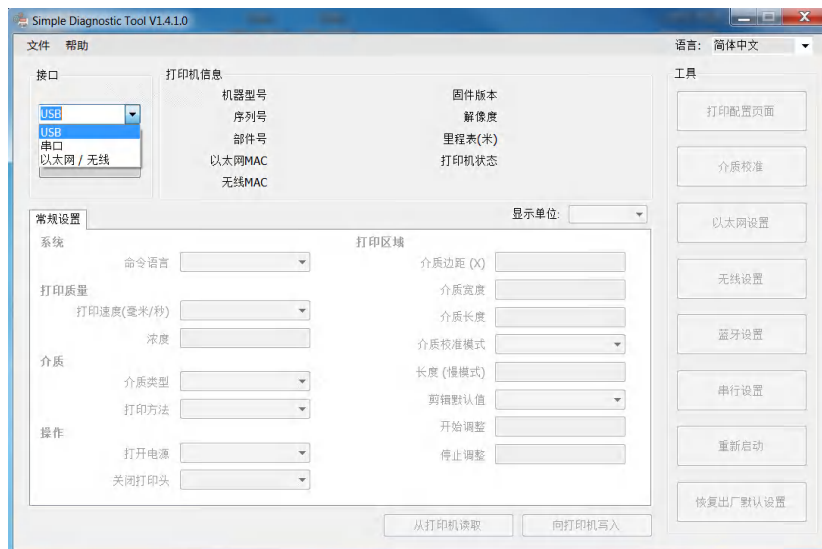 Simple Diagnostic Tool V1.4.1.0
文件 帮助
语言: 简体中文
接口
USB
USB
串口
以太网 / 无线
打印机信息
机器型号
序列号
部件号
以太网MAC
无线MAC
固件版本
解像度
里程表(米)
打印机状态
工具
打印配置页面
介质校准
以太网设置
无线设置
蓝牙设置
串行设置
重新启动
恢复出厂默认设置
常规设置
显示单位:
系统
命令语言
打印质量
打印速度(毫米/秒)
浓度
介质
介质类型
打印方法
操作
打开电源
关闭打印头
打印区域
介质边距 (X)
介质宽度
介质长度
介质校准模式
长度 (慢模式)
剪辑默认值
开始调整
停止调整
从打印机读取
向打印机写入